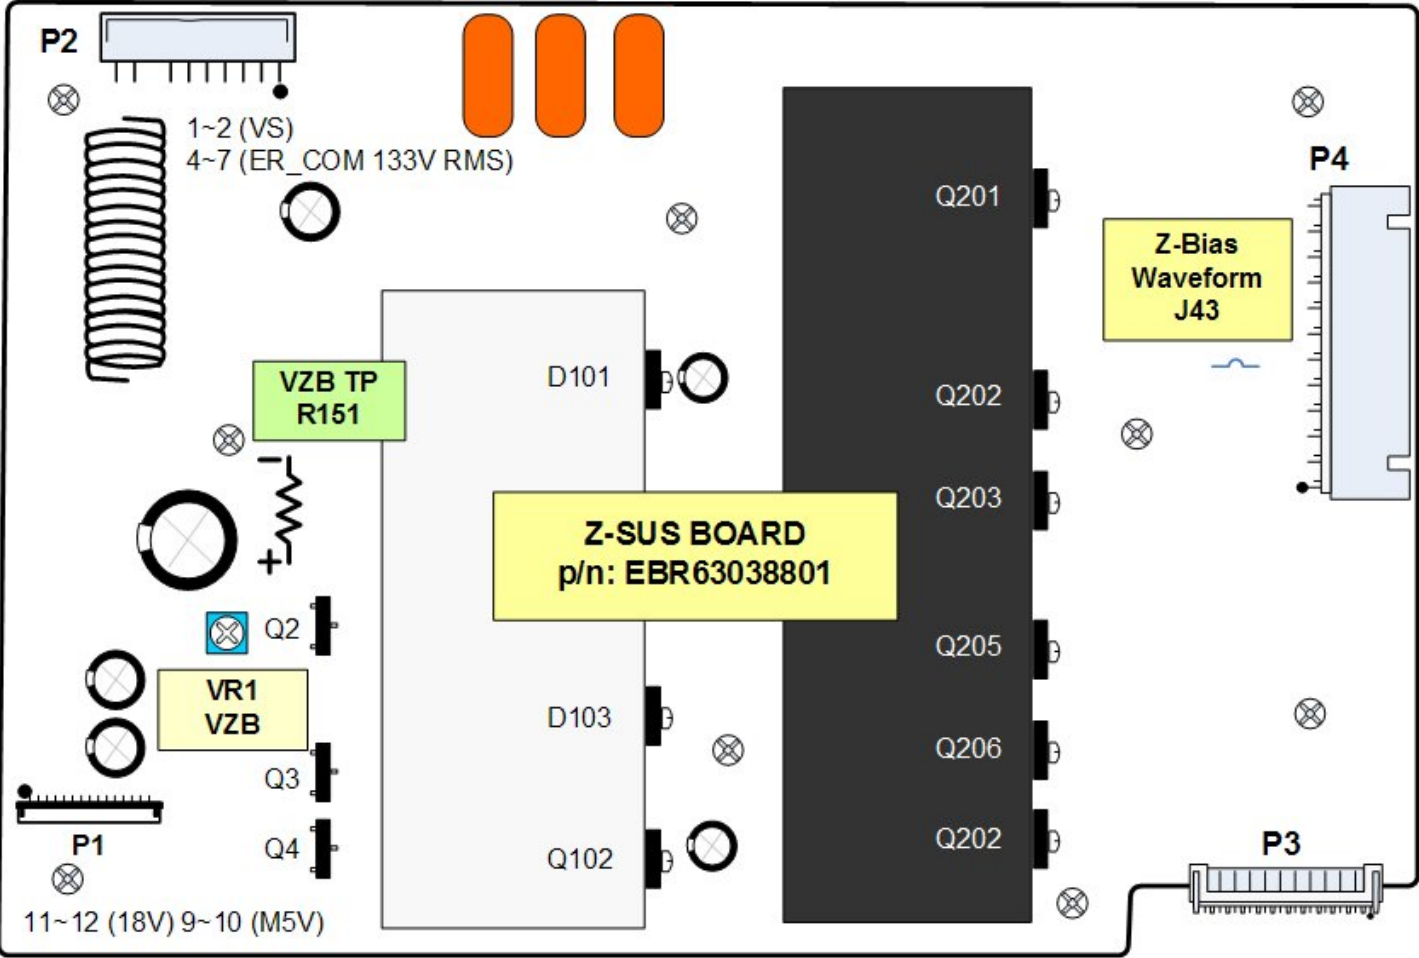 P2
1~2 (VS)
4~7 (ER_COM 133V RMS)
P4
Q201
Z-Bias
Waveform
J43
VZB TP
R151
D101
Q202
−
Q203
Z-SUS BOARD
p/n: EBR63038801
+
Q2
Q205
VR1
VZB
D103
Q3
Q206
P1
Q4
Q102
Q202
P3
11~12 (18V) 9~10 (M5V)